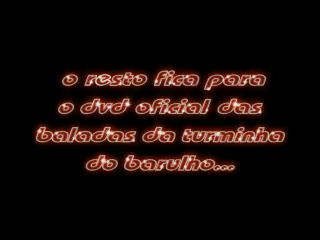 o resto fica para
o dvd oficial das
baladas da turminha
do barulho...